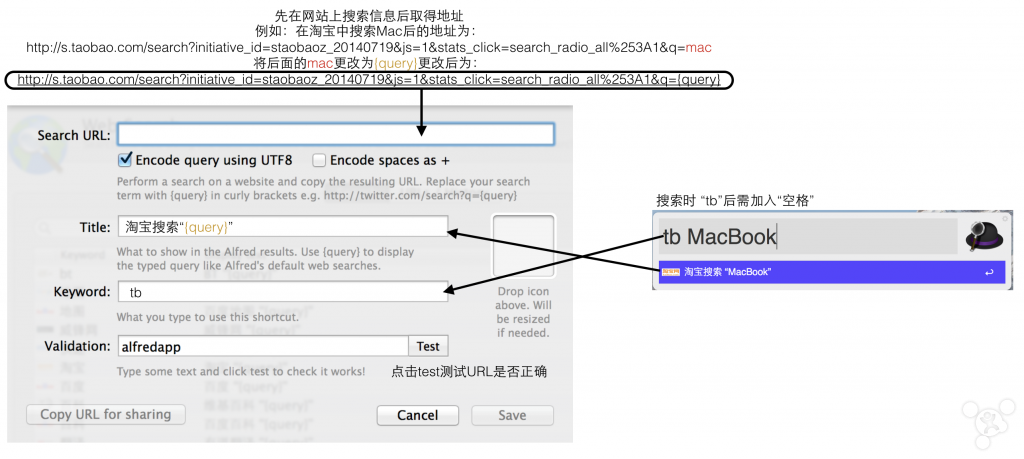 先在网站上搜索信息后取得地址
例如：在淘宝中搜索Mac后的地址为：
http://s.taobao.com/search?initiative_id=staobaoz_20140719&js=1&stats_click=search_radio_all%253A1&q=mac
将后面的mac更改为{query}更改后为：
http://s.taobao.com/search?initiative_id=staobaoz_20140719&js=1&stats_click=search_radio_all%253A1&q={query}
Search URL:
Encode query using UTF8 Encode spaces as +
Perform a search on a website and copy the resulting URL. Replace your search
term with {query} in curly brackets e.g. http://twitter.com/search?q={query}
Title: 淘宝搜索“{query}”
What to show in the Alfred results. Use {query} to display
the typed query like Alfred's default web searches.
Keyword: tb
What you type to use this shortcut.
Drop icon
above. Will
be resized
if needed.
Validation: alfredapp Test
Type some text and click test to check it works!
点击test测试URL是否正确
Copy URL for sharing Cancel Save
搜索时 “tb”后需加入“空格”
tb MacBook
淘宝搜索 “MacBook”